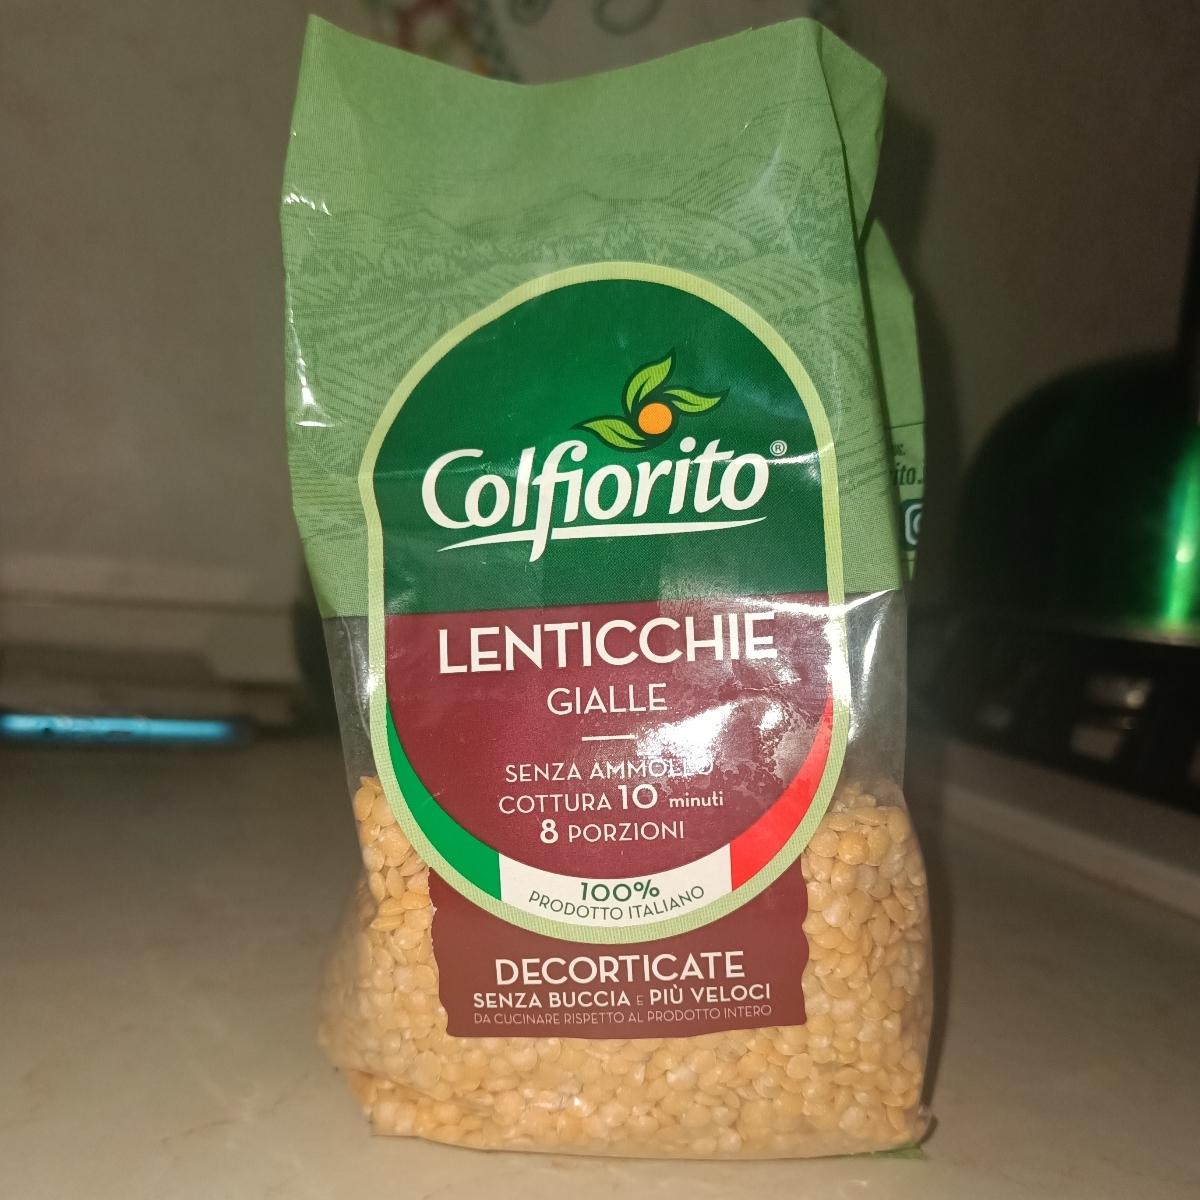 Colfiorito®
LENTICCHIE
GIALLE
SENZA AMMOLLO
COTTURA 10 minuti
8 PORZIONI
100%
PRODOTTO ITALIANO
DECORTICATE
SENZA BUCCIA E PIÙ VELOCI
DA CUCINARE RISPETTO AL PRODOTTO INTERO